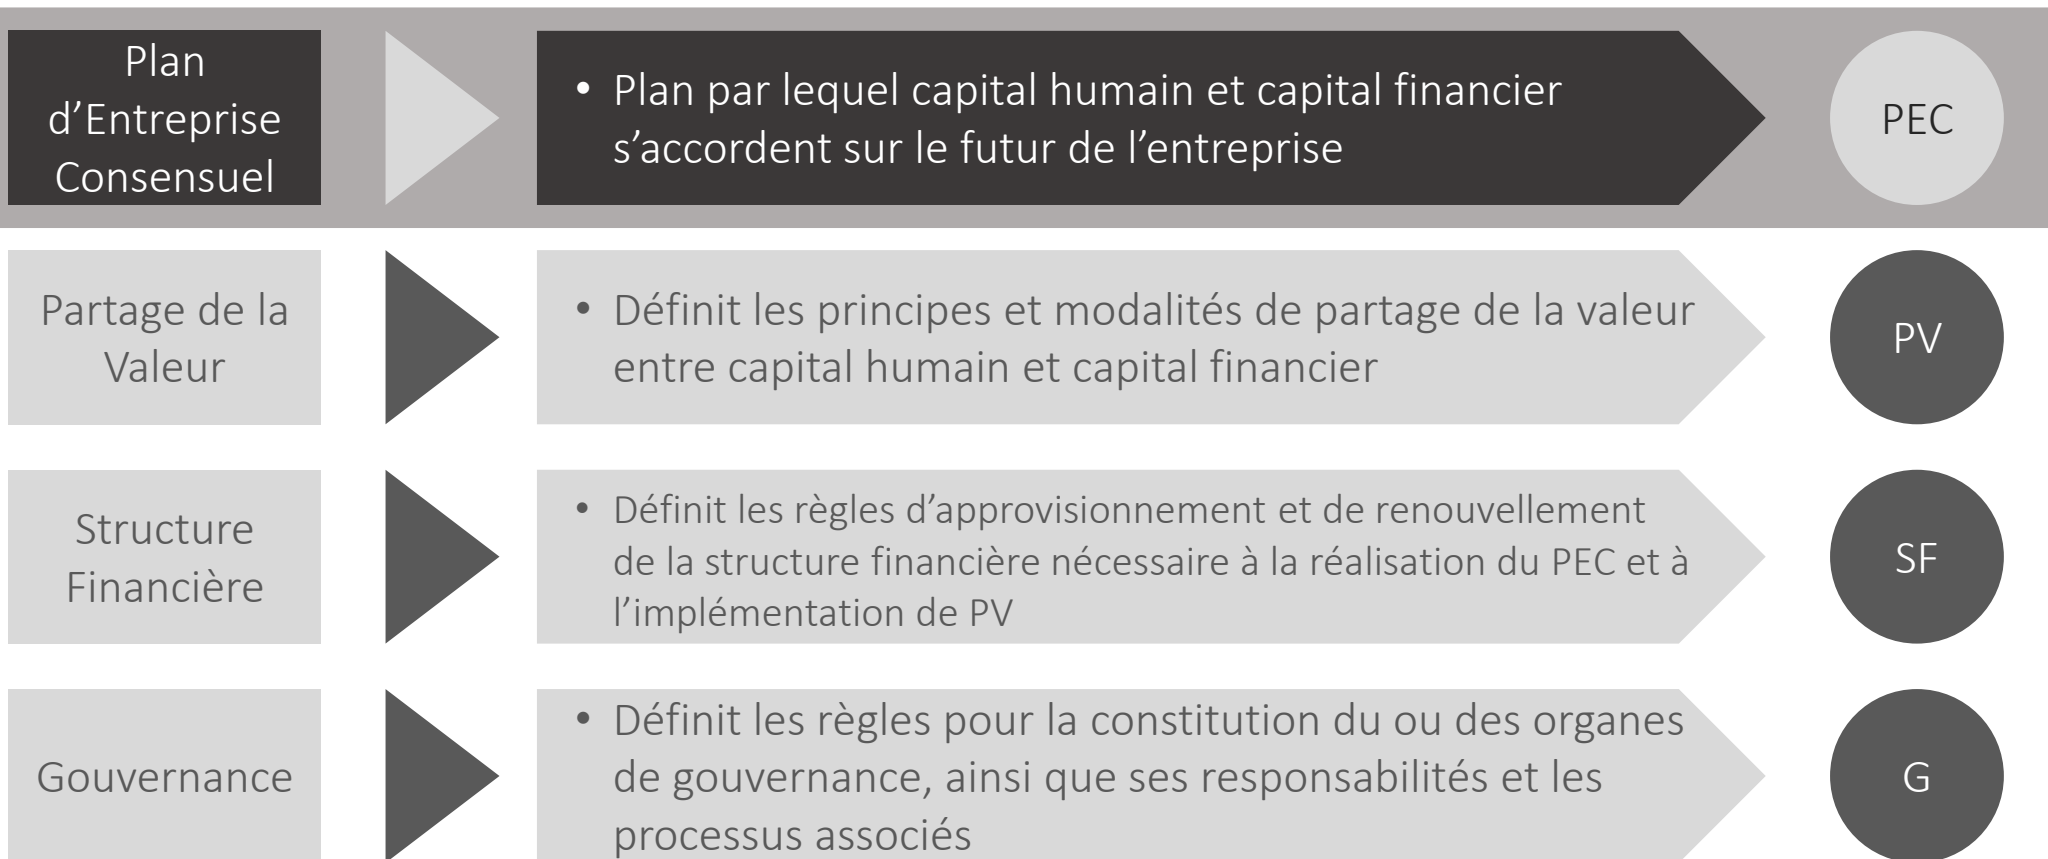 Plan
d’Entreprise
Consensuel
• Plan par lequel capital humain et capital financier
s’accordent sur le futur de l’entreprise
PEC
Partage de la
Valeur
• Définit les principes et modalités de partage de la valeur
entre capital humain et capital financier
PV
Structure
Financière
• Définit les règles d’approvisionnement et de renouvellement
de la structure financière nécessaire à la réalisation du PEC et à
l’implémentation de PV
SF
Gouvernance
• Définit les règles pour la constitution du ou des organes
de gouvernance, ainsi que ses responsabilités et les
processus associés
G